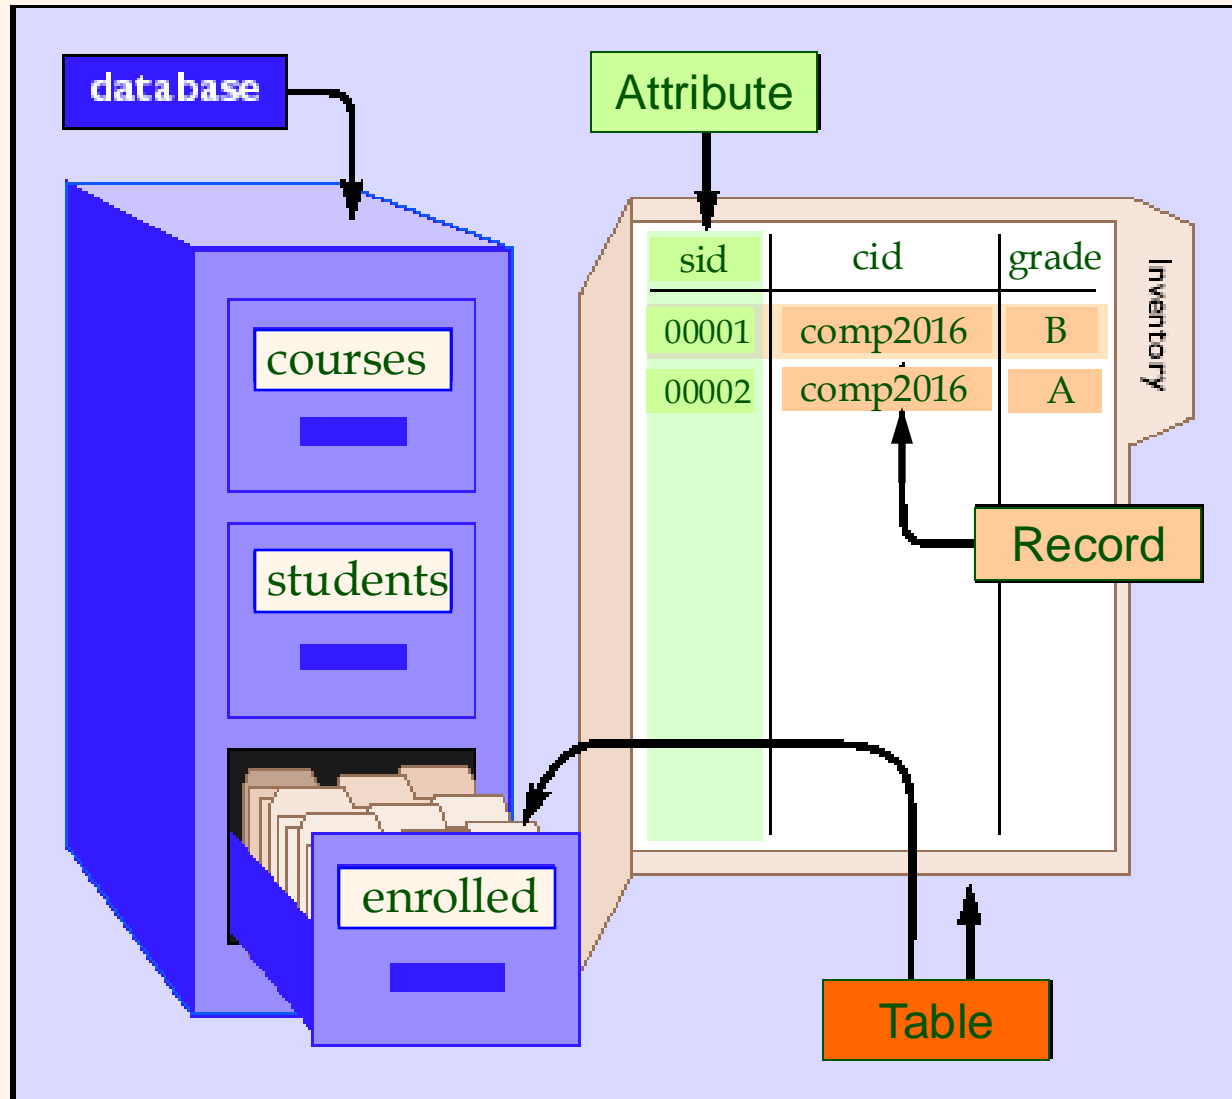 database
Attribute
sid cid grade
00001 comp2016 B
00002 comp2016 A
Inventory
courses
students
enrolled
Record
Table